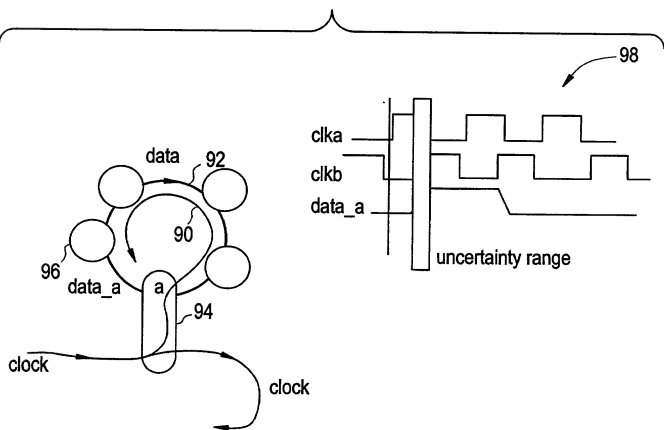 98
clka
clkb
data_a
uncertainty range
data
92
90
96
data_a
a
94
clock
clock